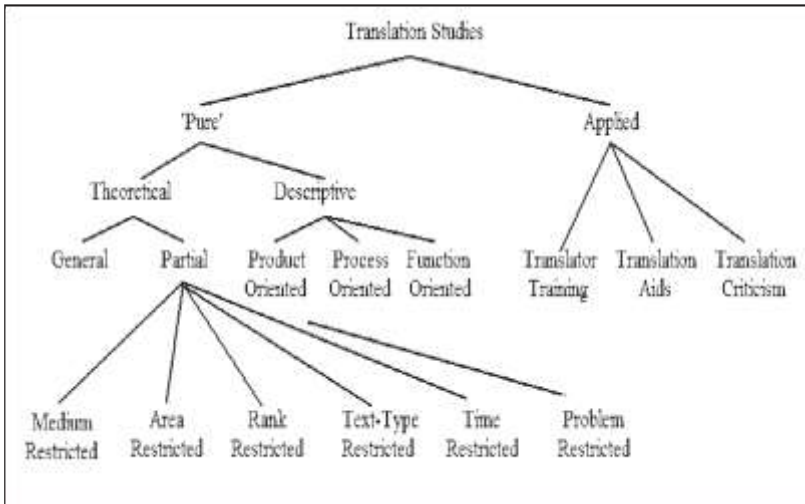 Translation Studies
'Pure' Applied
Theoretical Descriptive
General Partial Product Process Function Translator Translation Translation
Oriented Oriented Oriented Training Aids Criticism
Medium Area Rank Text-Type Time Problem
Restricted Restricted Restricted Restricted Restricted Restricted